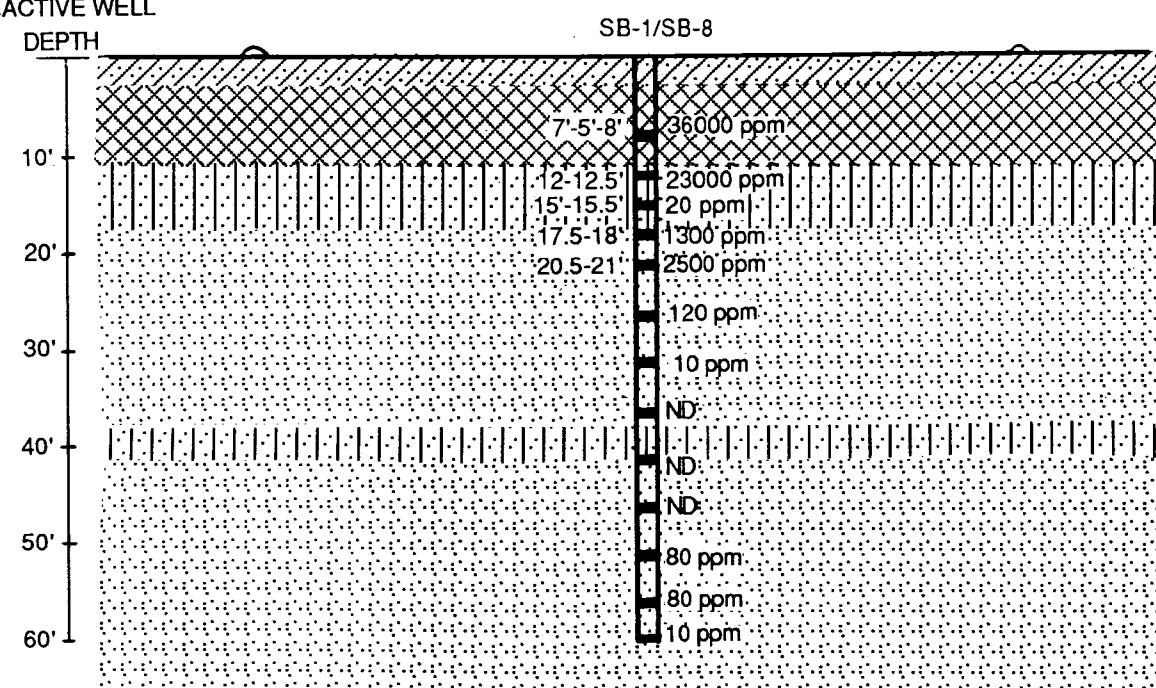 ACTIVE WELL
DEPTH
SB-1/SB-8
7'-5'-8' 36000 ppm
10'
12-12.5' 23000 ppm
15'-15.5' 20 ppm
17.5-18' 1300 ppm
20'
20.5-21' 2500 ppm
120 ppm
30'
10 ppm
ND
40'
ND
ND
50'
80 ppm
80 ppm
60'
10 ppm